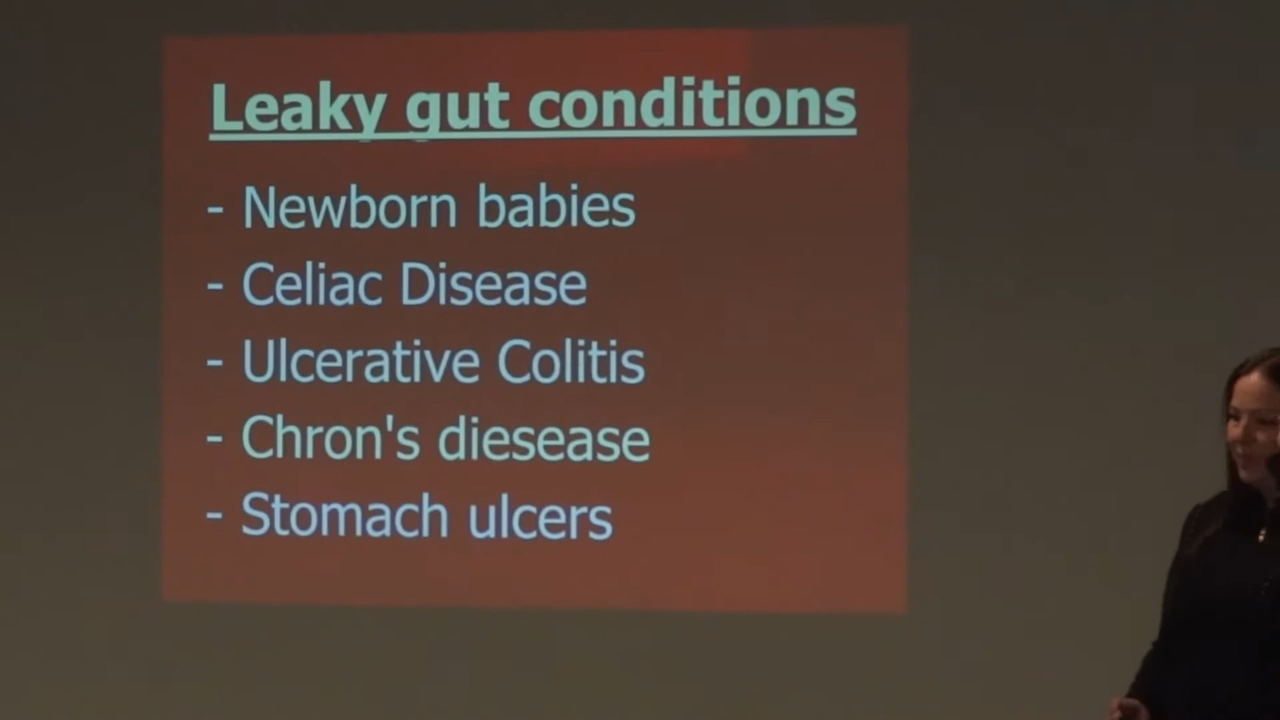 Leaky gut conditions
- Newborn babies
- Celiac Disease
- Ulcerative Colitis
- Chron's diesease
- Stomach ulcers